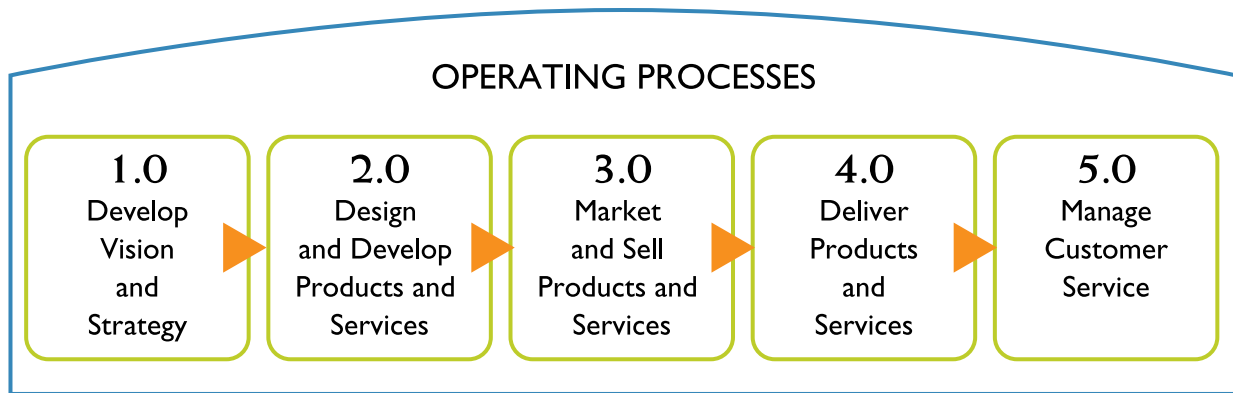 OPERATING PROCESSES
1.0
Develop
Vision
and
Strategy
2.0
Design
and Develop
Products and
Services
3.0
Market
and Sell
Products and
Services
4.0
Deliver
Products
and
Services
5.0
Manage
Customer
Service